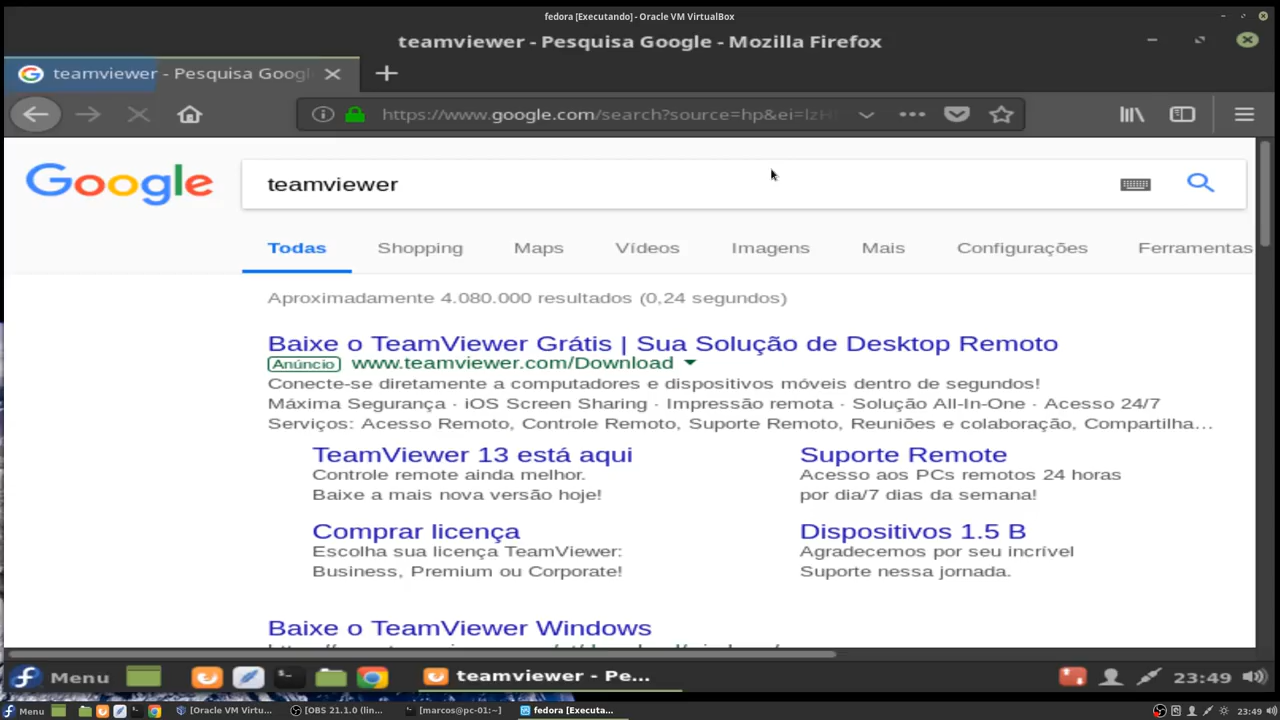 fedora [Executando] - Oracle VM VirtualBox
teamviewer - Pesquisa Google - Mozilla Firefox
teamviewer - Pesquisa Googl
https://www.google.com/search?source=hp&ei=lzH
Google
teamviewer
Todas Shopping Maps Vídeos Imagens Mais Configurações Ferramentas
Aproximadamente 4.080.000 resultados (0,24 segundos)
Baixe o TeamViewer Grátis | Sua Solução de Desktop Remoto
Anúncio www.teamviewer.com/Download
Conecte-se diretamente a computadores e dispositivos móveis dentro de segundos!
Máxima Segurança · iOS Screen Sharing · Impressão remota · Solução All-In-One · Acesso 24/7
Serviços: Acesso Remoto, Controle Remoto, Suporte Remoto, Reuniões e colaboração, Compartilha...
TeamViewer 13 está aqui
Controle remote ainda melhor.
Baixe a mais nova versão hoje!
Suporte Remote
Acesso aos PCs remotos 24 horas
por dia/7 dias da semana!
Comprar licença
Escolha sua licença TeamViewer:
Business, Premium ou Corporate!
Dispositivos 1.5 B
Agradecemos por seu incrível
Suporte nessa jornada.
Baixe o TeamViewer Windows
Menu teamviewer - Pe... 23:49
Menu [Oracle VM Virtu... [OBS 21.1.0 (lin... [marcos@pc-01:~] fedora [Executa... 23:49